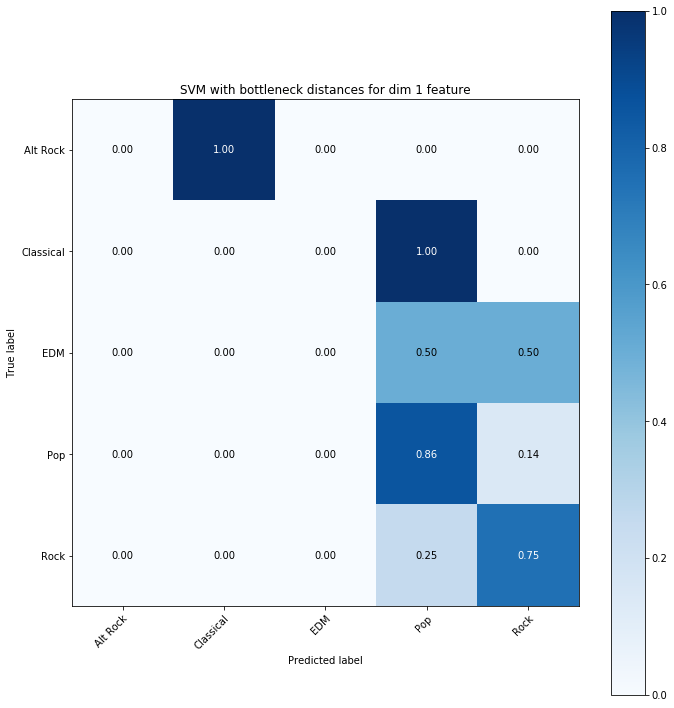 SVM with bottleneck distances for dim 1 feature
Alt Rock 0.00 1.00 0.00 0.00 0.00
Classical 0.00 0.00 0.00 1.00 0.00
EDM 0.00 0.00 0.00 0.50 0.50
Pop 0.00 0.00 0.00 0.86 0.14
Rock 0.00 0.00 0.00 0.25 0.75
True label
Alt Rock Classical EDM Pop Rock
Predicted label
1.0
0.8
0.6
0.4
0.2
0.0